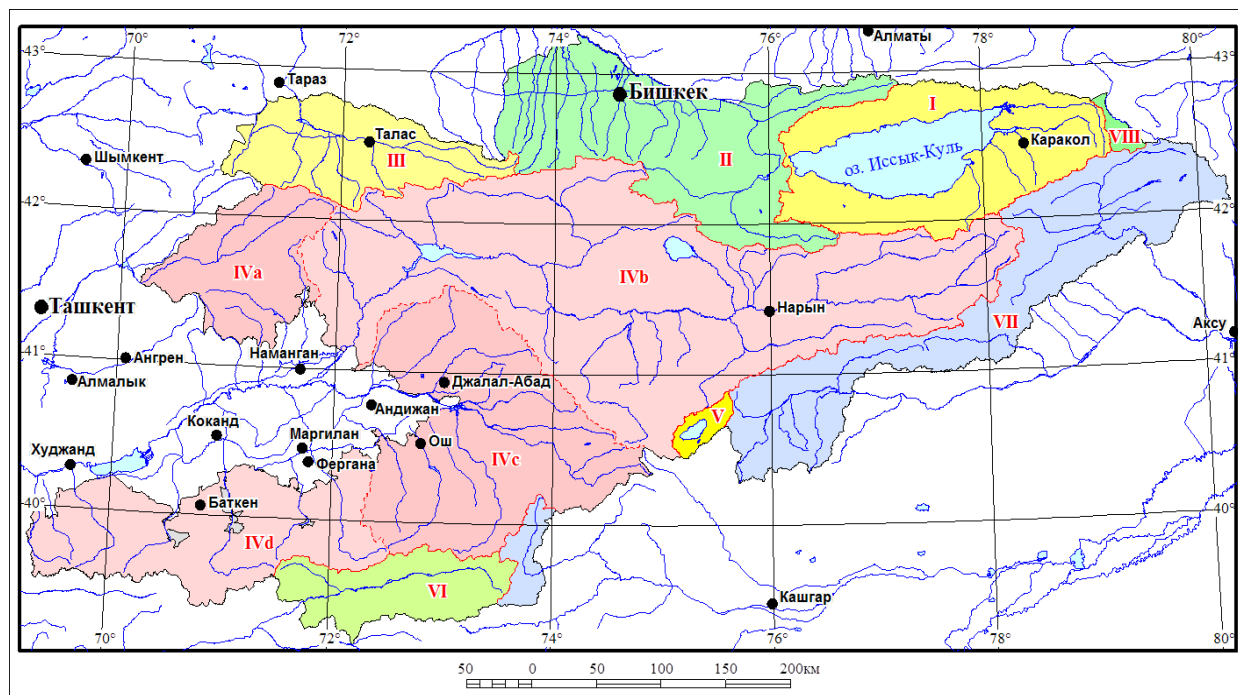 70°
72°
74°
76°
78°
80°
43°
43°
Алматы
Тараз
Бишкек
I
Талас
Каракол
VIII
Шымкент
III
II
оз. Иссык-Куль
42°
42°
IVa
IVb
Ташкент
Нарын
VII
Аксу
41°
41°
Ангрен
Наманган
Алмалык
Джалал-Абад
Андижан
V
Коканд
Маргилан
Ош
Худжанд
Фергана
IVc
40°
40°
Баткен
IVd
VI
Кашгар
70°
72°
74°
76°
78°
80°
50 0 50 100 150 200км